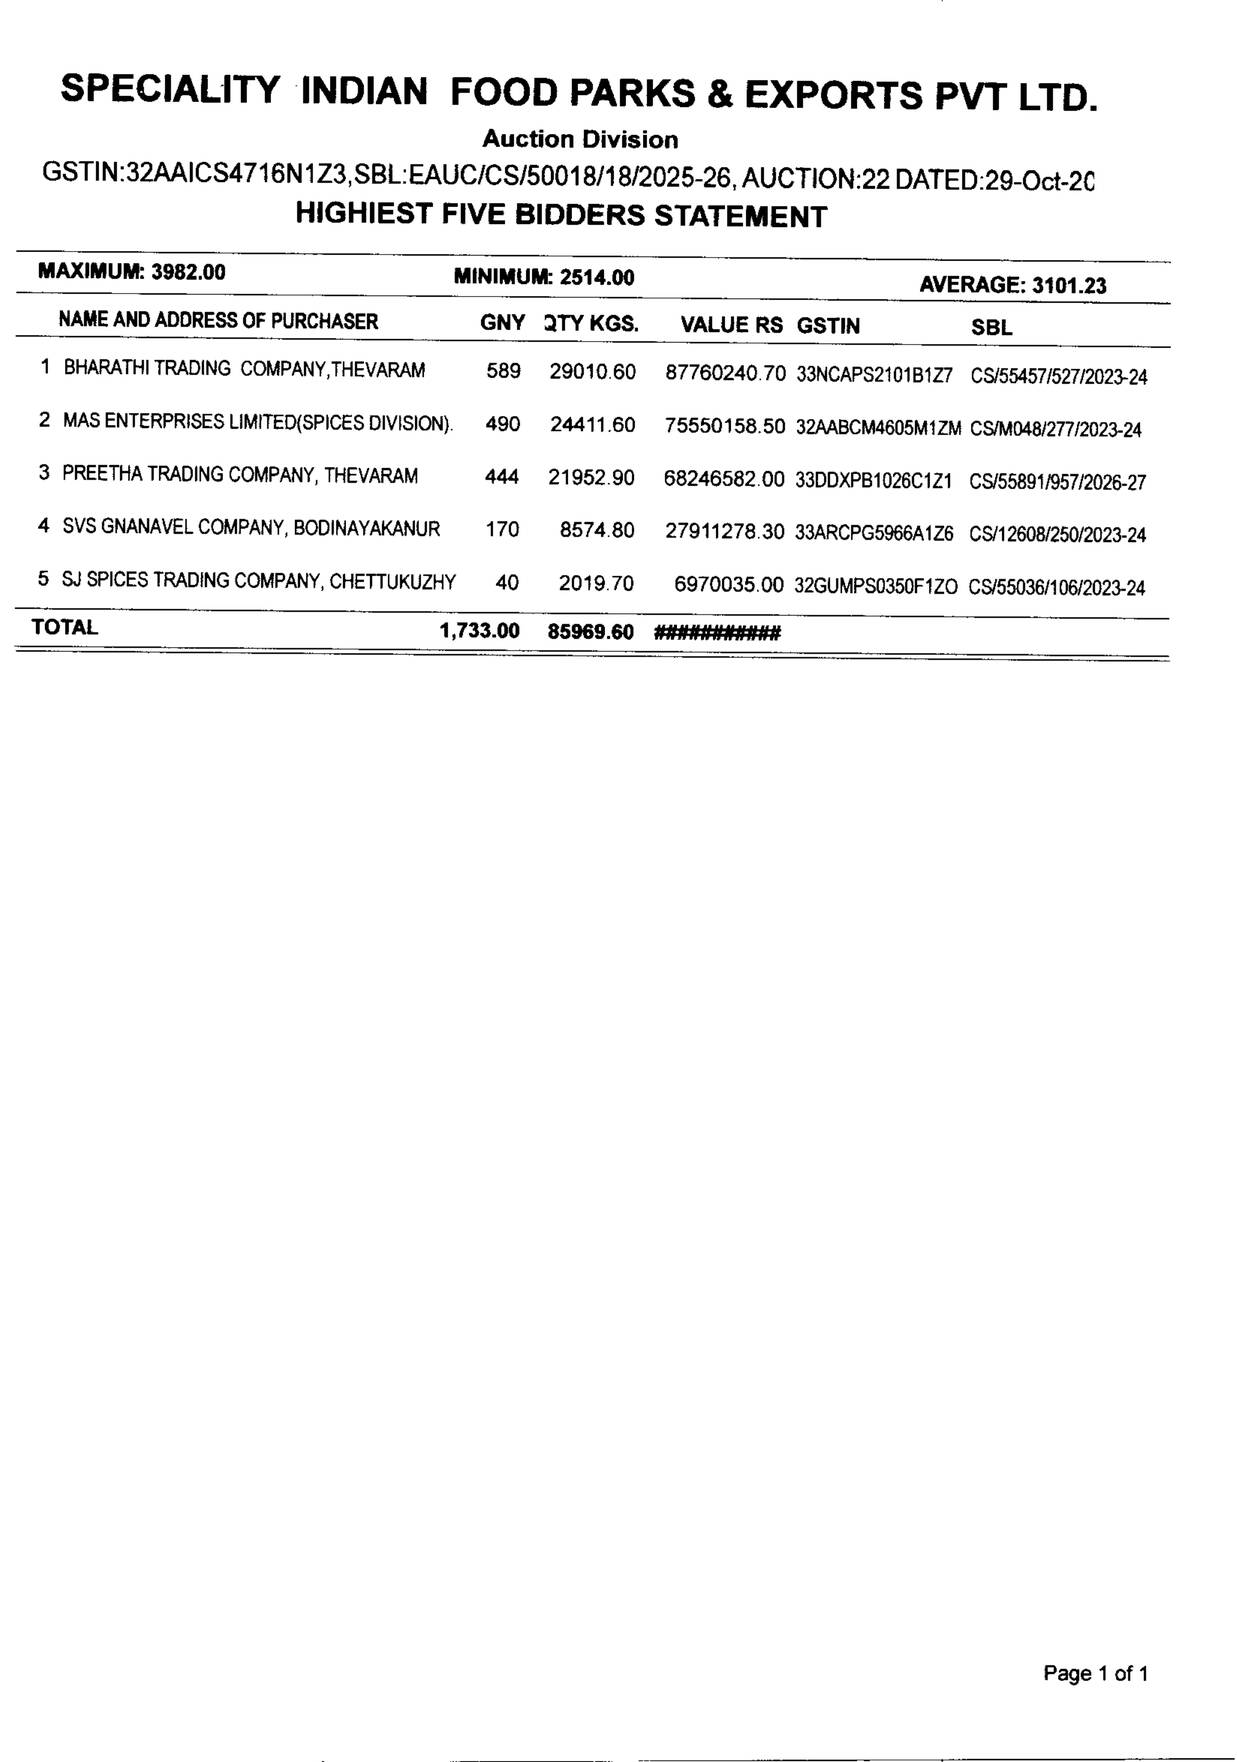 SPECIALITY INDIAN FOOD PARKS & EXPORTS PVT LTD.
Auction Division
GSTIN:32AAICS4716N1Z3,SBL:EAUC/CS/50018/18/2025-26, AUCTION:22 DATED:29-Oct-20
HIGHIEST FIVE BIDDERS STATEMENT
MAXIMUM: 3982.00 MINIMUM: 2514.00 AVERAGE: 3101.23
NAME AND ADDRESS OF PURCHASER GNY QTY KGS. VALUE RS GSTIN SBL
1 BHARATHI TRADING COMPANY,THEVARAM 589 29010.60 87760240.70 33NCAPS2101B1Z7 CS/55457/527/2023-24
2 MAS ENTERPRISES LIMITED(SPICES DIVISION). 490 24411.60 75550158.50 32AABCM4605M1ZM CS/M048/277/2023-24
3 PREETHA TRADING COMPANY, THEVARAM 444 21952.90 68246582.00 33DDXPB1026C1Z1 CS/55891/957/2026-27
4 SVS GNANAVEL COMPANY, BODINAYAKANUR 170 8574.80 27911278.30 33ARCPG5966A1Z6 CS/12608/250/2023-24
5 SJ SPICES TRADING COMPANY, CHETTUKUZHY 40 2019.70 6970035.00 32GUMPS0350F1ZO CS/55036/106/2023-24
TOTAL 1,733.00 85969.60 ###########
Page 1 of 1